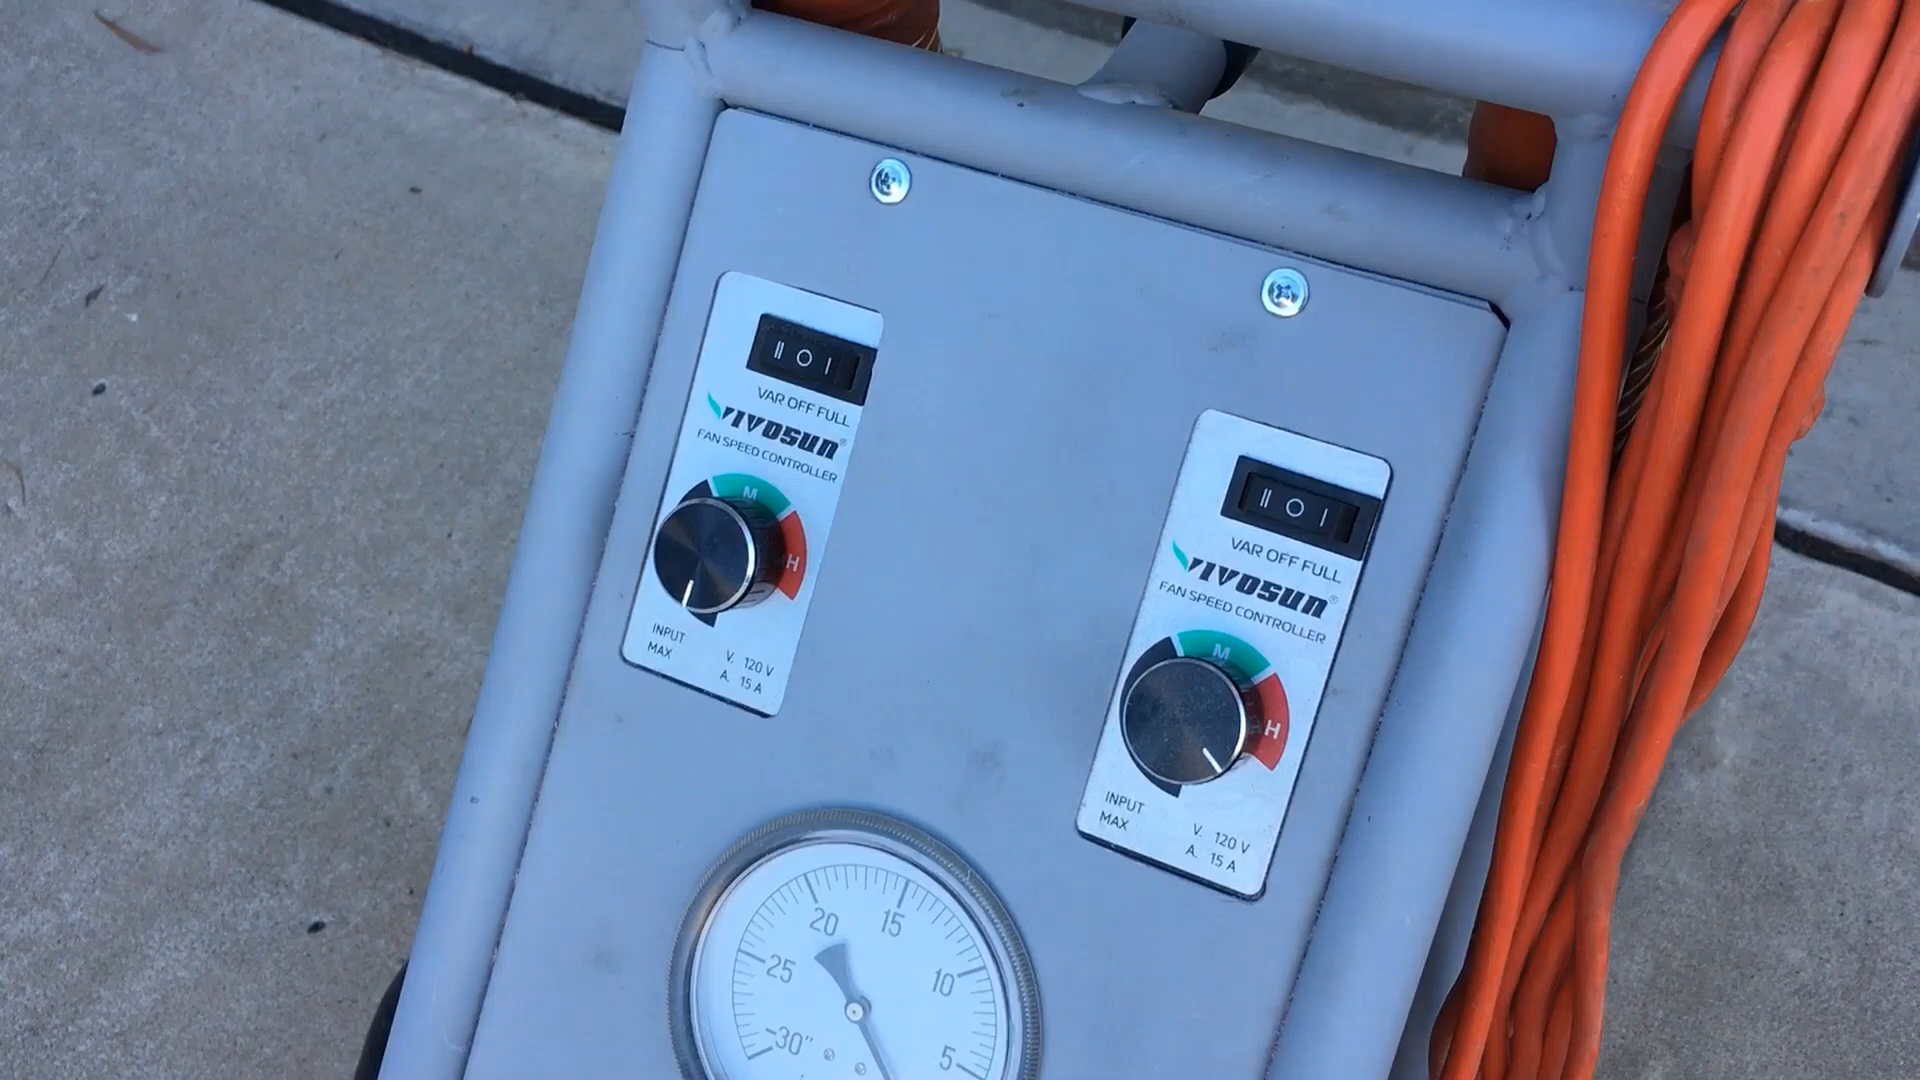 II O I
VAR OFF FULL
VIVOSUN®
FAN SPEED CONTROLLER
M
H
INPUT
MAX
V. 120 V
A. 15 A
II O I
VAR OFF FULL
VIVOSUN®
FAN SPEED CONTROLLER
M
H
INPUT
MAX
V. 120 V
A. 15 A
20 15
25 10
-30" 5